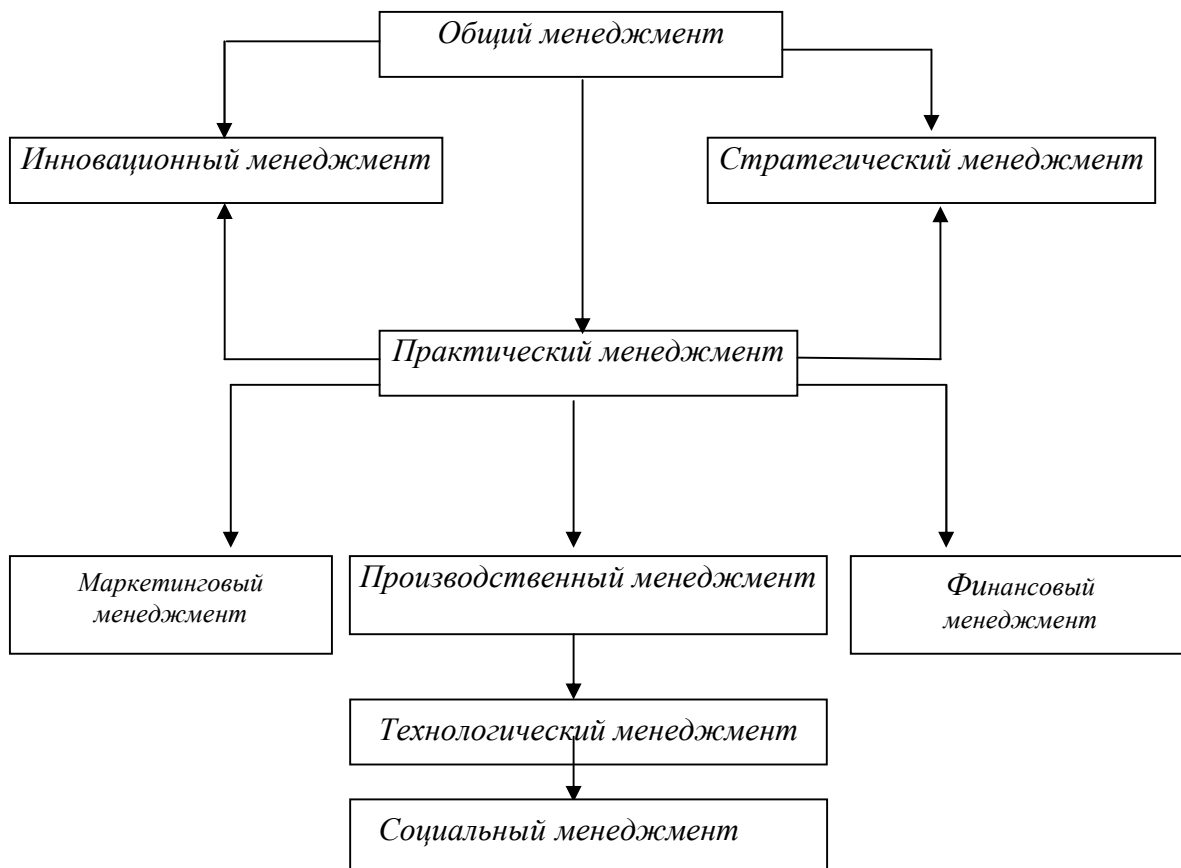 Общий менеджмент
Инновационный менеджмент
Стратегический менеджмент
Практический менеджмент
Маркетинговый
менеджмент
Производственный менеджмент
Финансовый
менеджмент
Технологический менеджмент
Социальный менеджмент